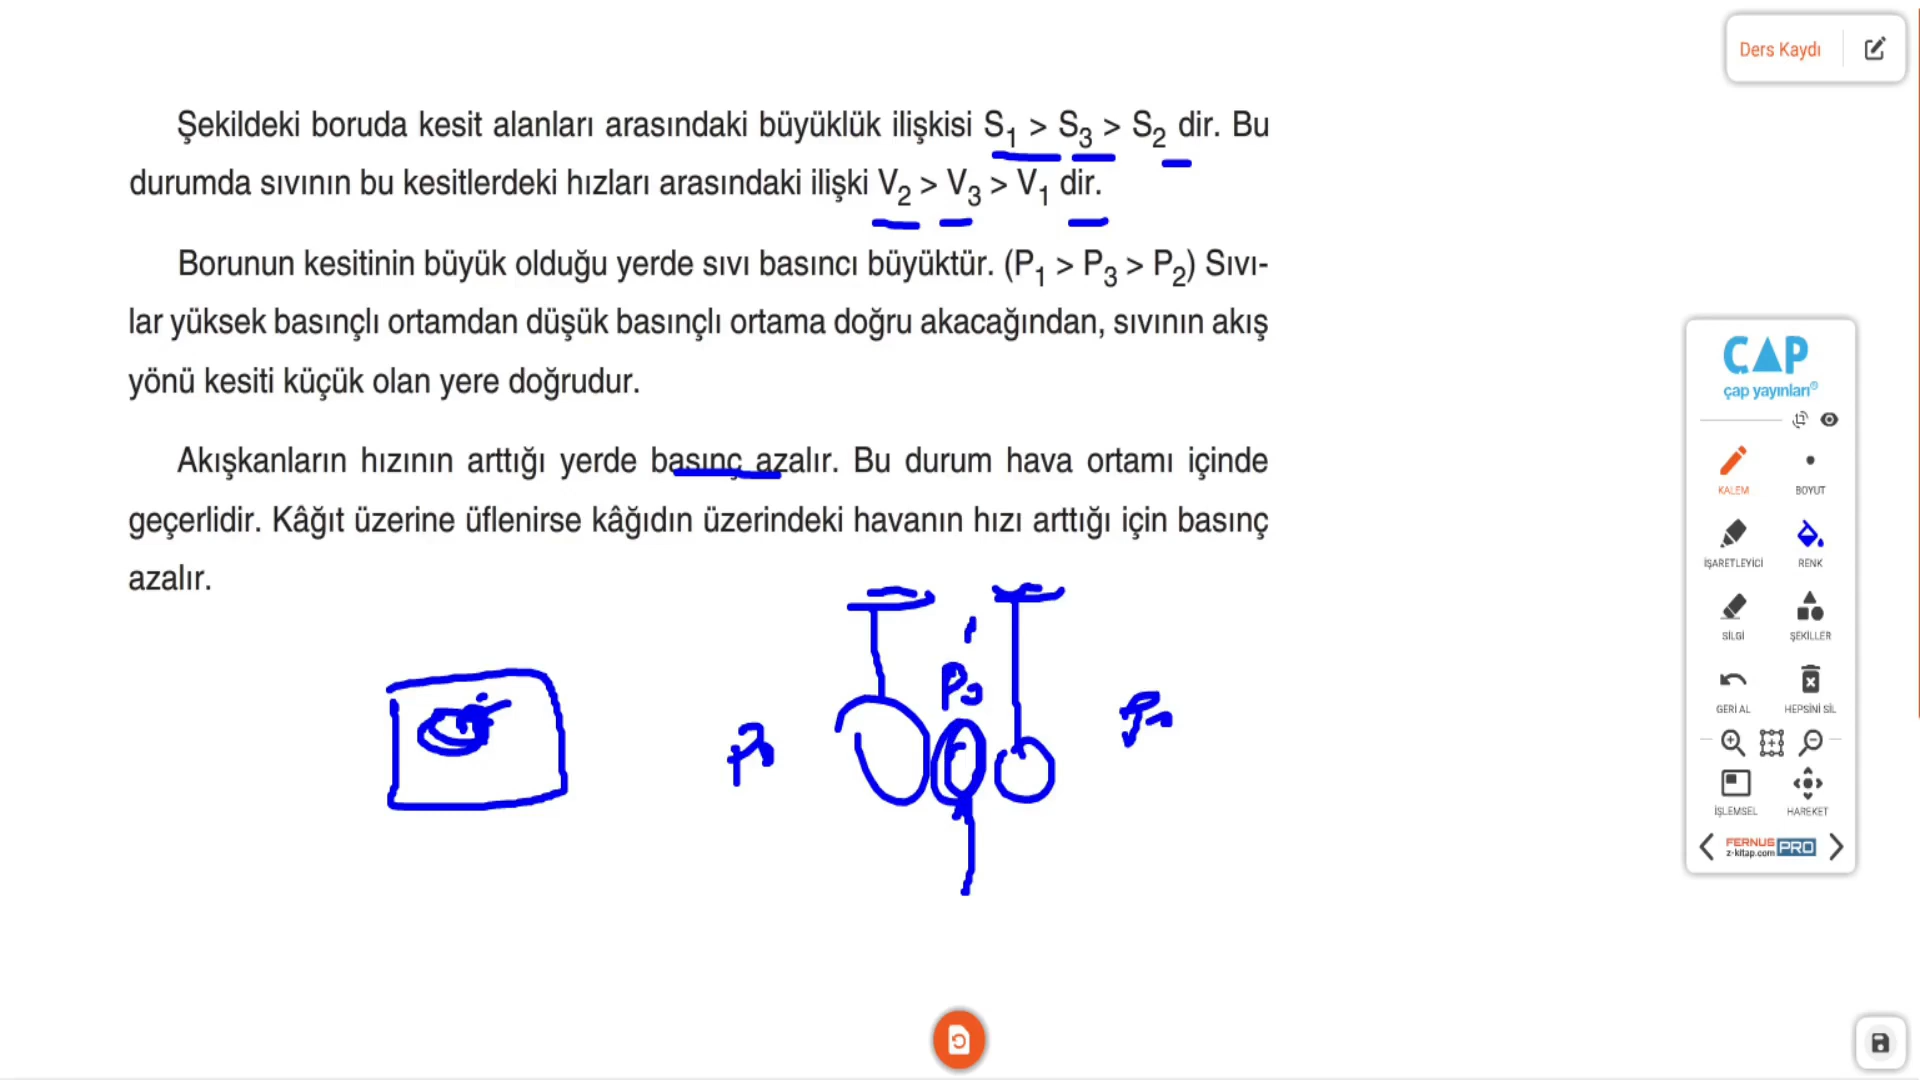 Ders Kaydı
Şekildeki boruda kesit alanları arasındaki büyüklük ilişkisi S1 > S3 > S2 dir. Bu
durumda sıvının bu kesitlerdeki hızları arasındaki ilişki V2 > V3 > V1 dir.
Borunun kesitinin büyük olduğu yerde sıvı basıncı büyüktür. (P1 > P3 > P2) Sıvı-
lar yüksek basınçlı ortamdan düşük basınçlı ortama doğru akacağından, sıvının akış
yönü kesiti küçük olan yere doğrudur.
Akışkanların hızının arttığı yerde basınç azalır. Bu durum hava ortamı içinde
geçerlidir. Kâğıt üzerine üflenirse kâğıdın üzerindeki havanın hızı arttığı için basınç
azalır.
ÇAP
çap yayınları®
KALEM
BOYUT
İŞARETLEYİCİ
RENK
SİLGİ
ŞEKİLLER
GERİ AL
HEPSİNİ SİL
İŞLEMSEL
HAREKET
FERNUS
z-kitap.com
PRO